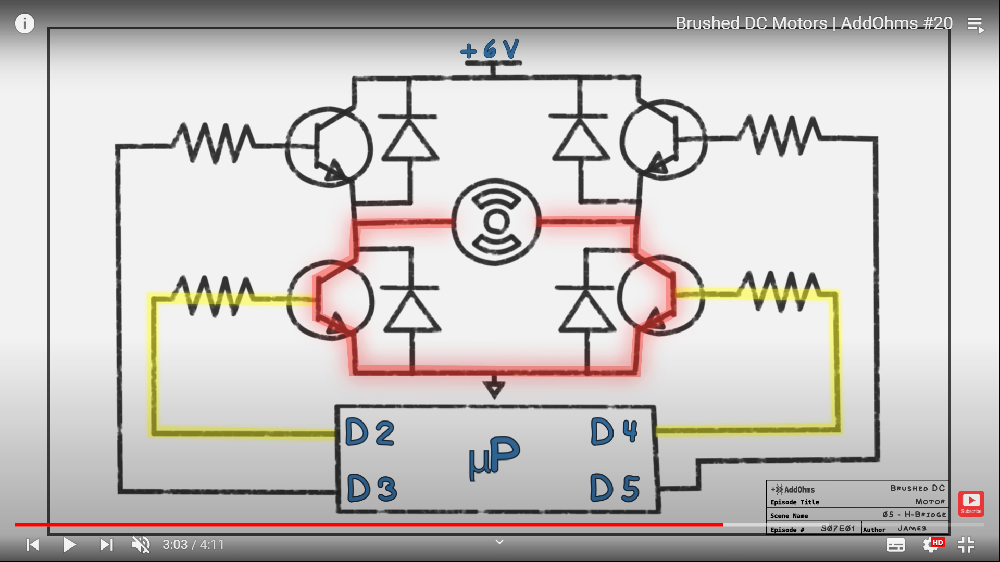 Brushed DC Motors | AddOhms #20
+6V
D2
D4
µP
D3
D5
AddOhms
BRUSHED DC
Episode Title
MOTOR
Scene Name
05 - H-BRIDGE
Episode #
S07E01
Author
JAMES
Subscribe
3:03 / 4:11
HD